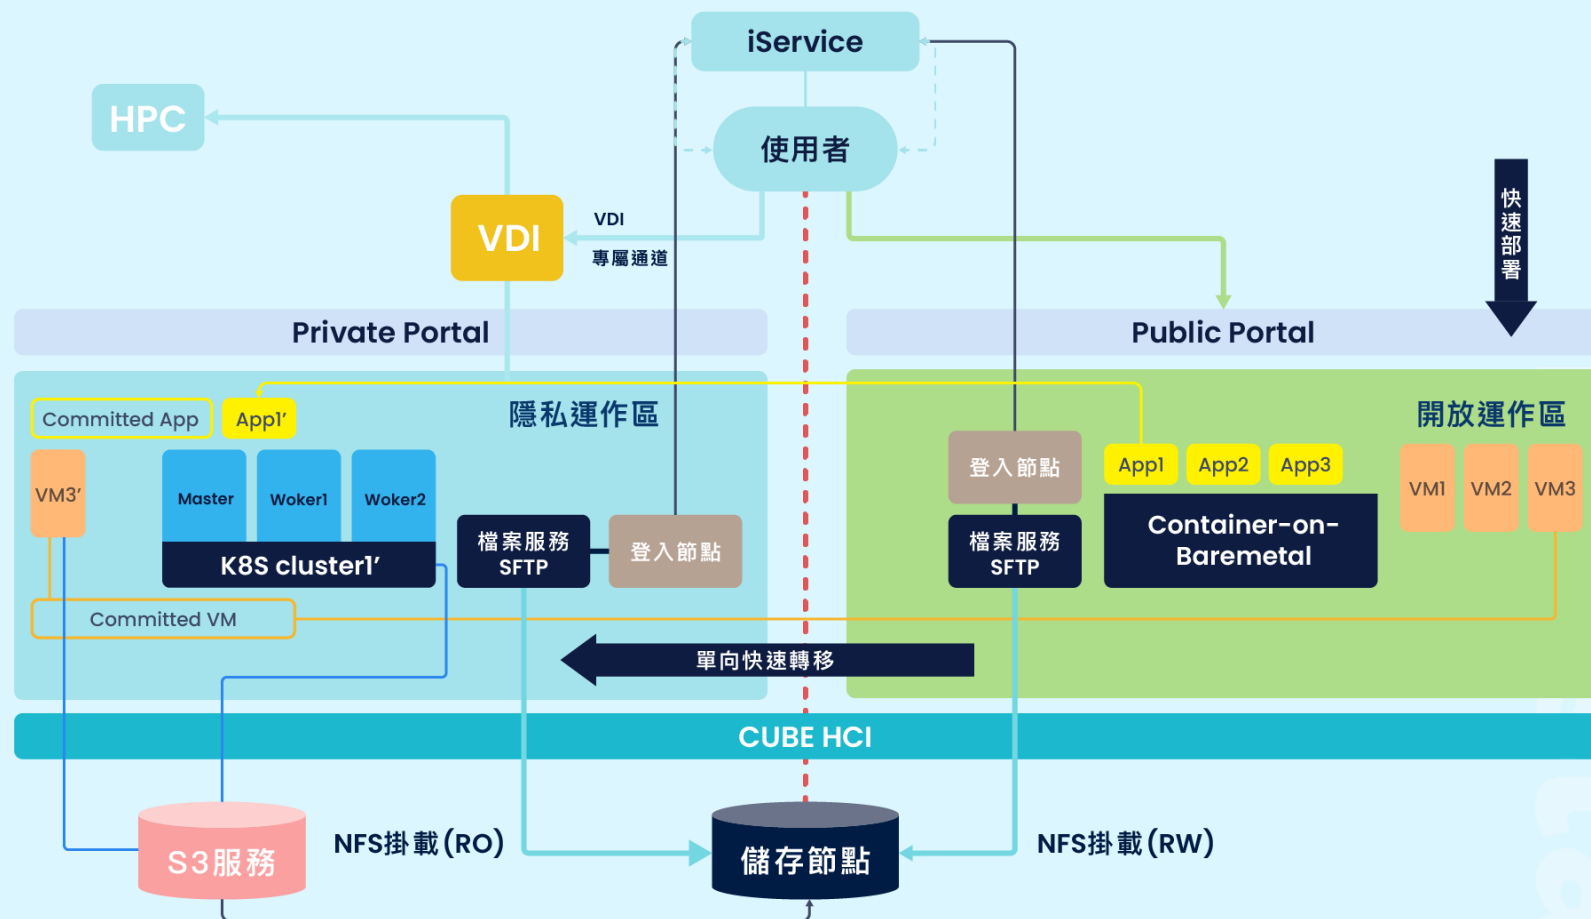 iService
使用者
HPC
VDI
VDI
專屬通道
快速部署
Private Portal
Public Portal
隱私運作區
開放運作區
Committed App
App1’
VM3’
Master
Woker1
Woker2
K8S cluster1’
檔案服務
SFTP
登入節點
Committed VM
登入節點
檔案服務
SFTP
App1
App2
App3
Container-on-
Baremetal
VM1
VM2
VM3
單向快速轉移
CUBE HCI
S3服務
NFS掛載(RO)
儲存節點
NFS掛載(RW)